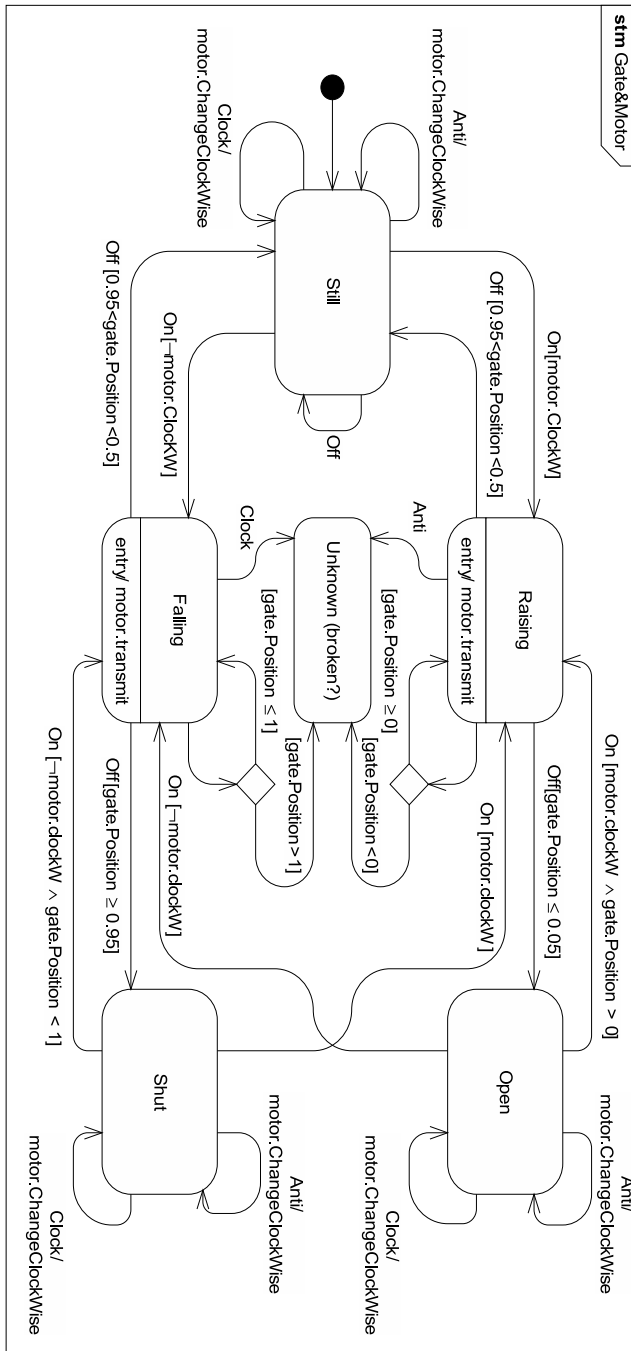 stm Gate&Motor
Anti/
motor.ChangeClockWise
On [motor.clockW ∧ gate.Position > 0]
On[motor.ClockW]
Raising
entry/ motor.transmit
Off[gate.Position ≤ 0.05]
Open
On [motor.clockW ]
Off [0.95<gate.Position<0.5]
Anti/
motor.ChangeClockWise
Clock/
motor.ChangeClockWise
Anti
[gate.Position ≥ 0]
[gate.Position<0]
Still
Off
Unknown (broken?)
[gate.Position>1]
[gate.Position ≤ 1]
Clock
Clock/
motor.ChangeClockWise
On[¬motor.ClocKW]
Falling
entry/ motor.transmit
On [¬motor.clockW]
Anti/
motor.ChangeClockWise
Shut
Off [0.95<gate.Position<0.5]
Off[gate.Position ≥ 0.95]
On [¬motor.clockW ∧ gate.Position < 1]
Clock/
motor.ChangeClockWise